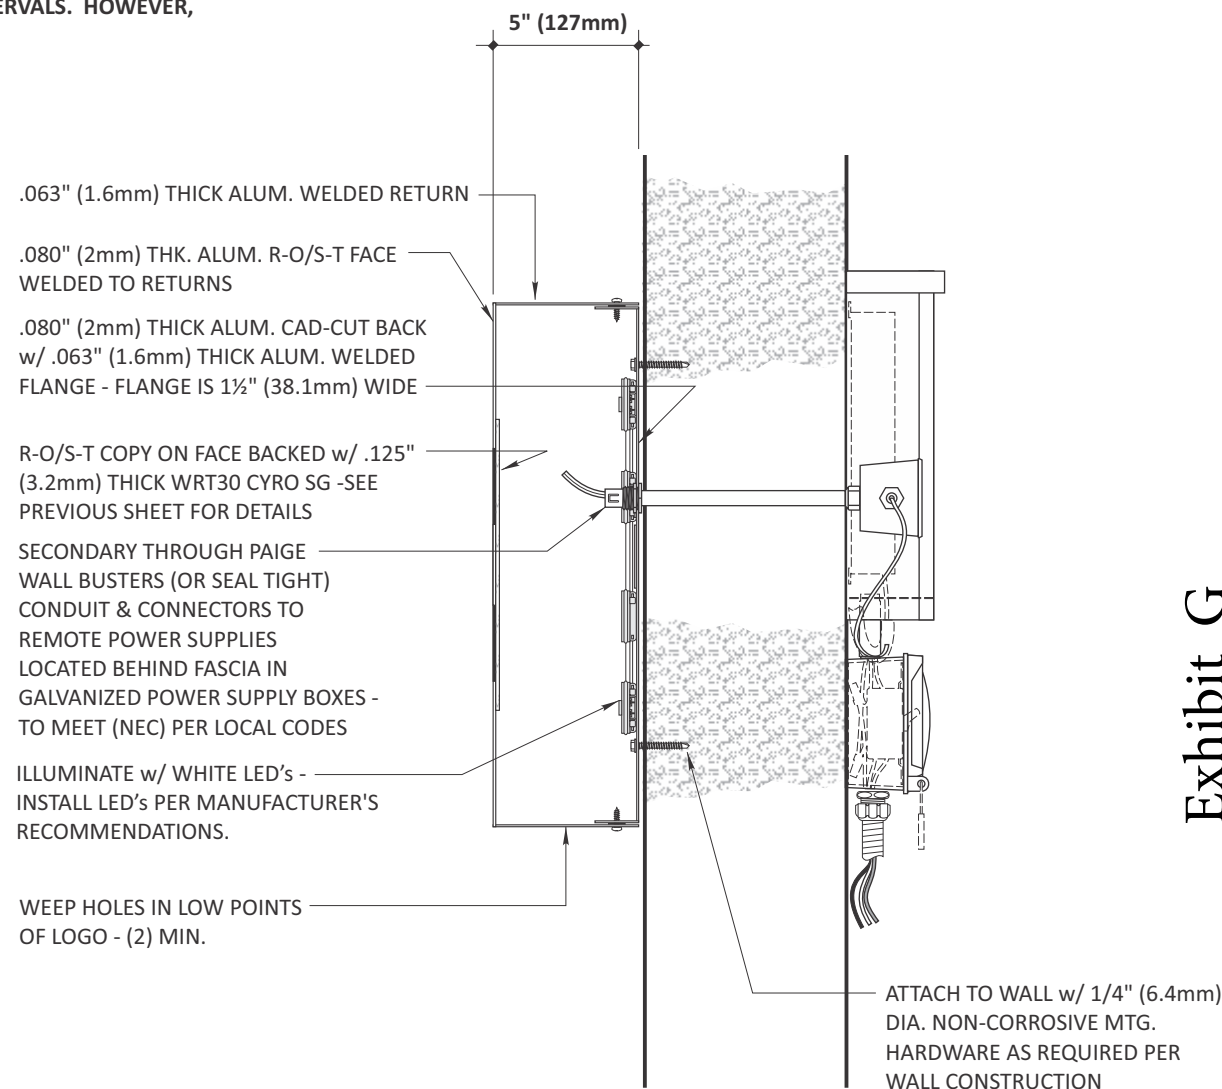 ERVALS.  HOWEVER,
5" (127mm)
.063" (1.6mm) THICK ALUM. WELDED RETURN
.080" (2mm) THK. ALUM. R-O/S-T FACE
WELDED TO RETURNS
.080" (2mm) THICK ALUM. CAD-CUT BACK
w/ .063" (1.6mm) THICK ALUM. WELDED
FLANGE - FLANGE IS 1½" (38.1mm) WIDE
R-O/S-T COPY ON FACE BACKED w/ .125"
(3.2mm) THICK WRT30 CYRO SG -SEE
PREVIOUS SHEET FOR DETAILS
SECONDARY THROUGH PAIGE
WALL BUSTERS (OR SEAL TIGHT)
CONDUIT & CONNECTORS TO
REMOTE POWER SUPPLIES
LOCATED BEHIND FASCIA IN
GALVANIZED POWER SUPPLY BOXES -
TO MEET (NEC) PER LOCAL CODES
ILLUMINATE w/ WHITE LED’s -
INSTALL LED’s PER MANUFACTURER'S
RECOMMENDATIONS.
WEEP HOLES IN LOW POINTS
OF LOGO - (2) MIN.
ATTACH TO WALL w/ 1/4" (6.4mm)
DIA. NON-CORROSIVE MTG.
HARDWARE AS REQUIRED PER
WALL CONSTRUCTION
Exhibit G